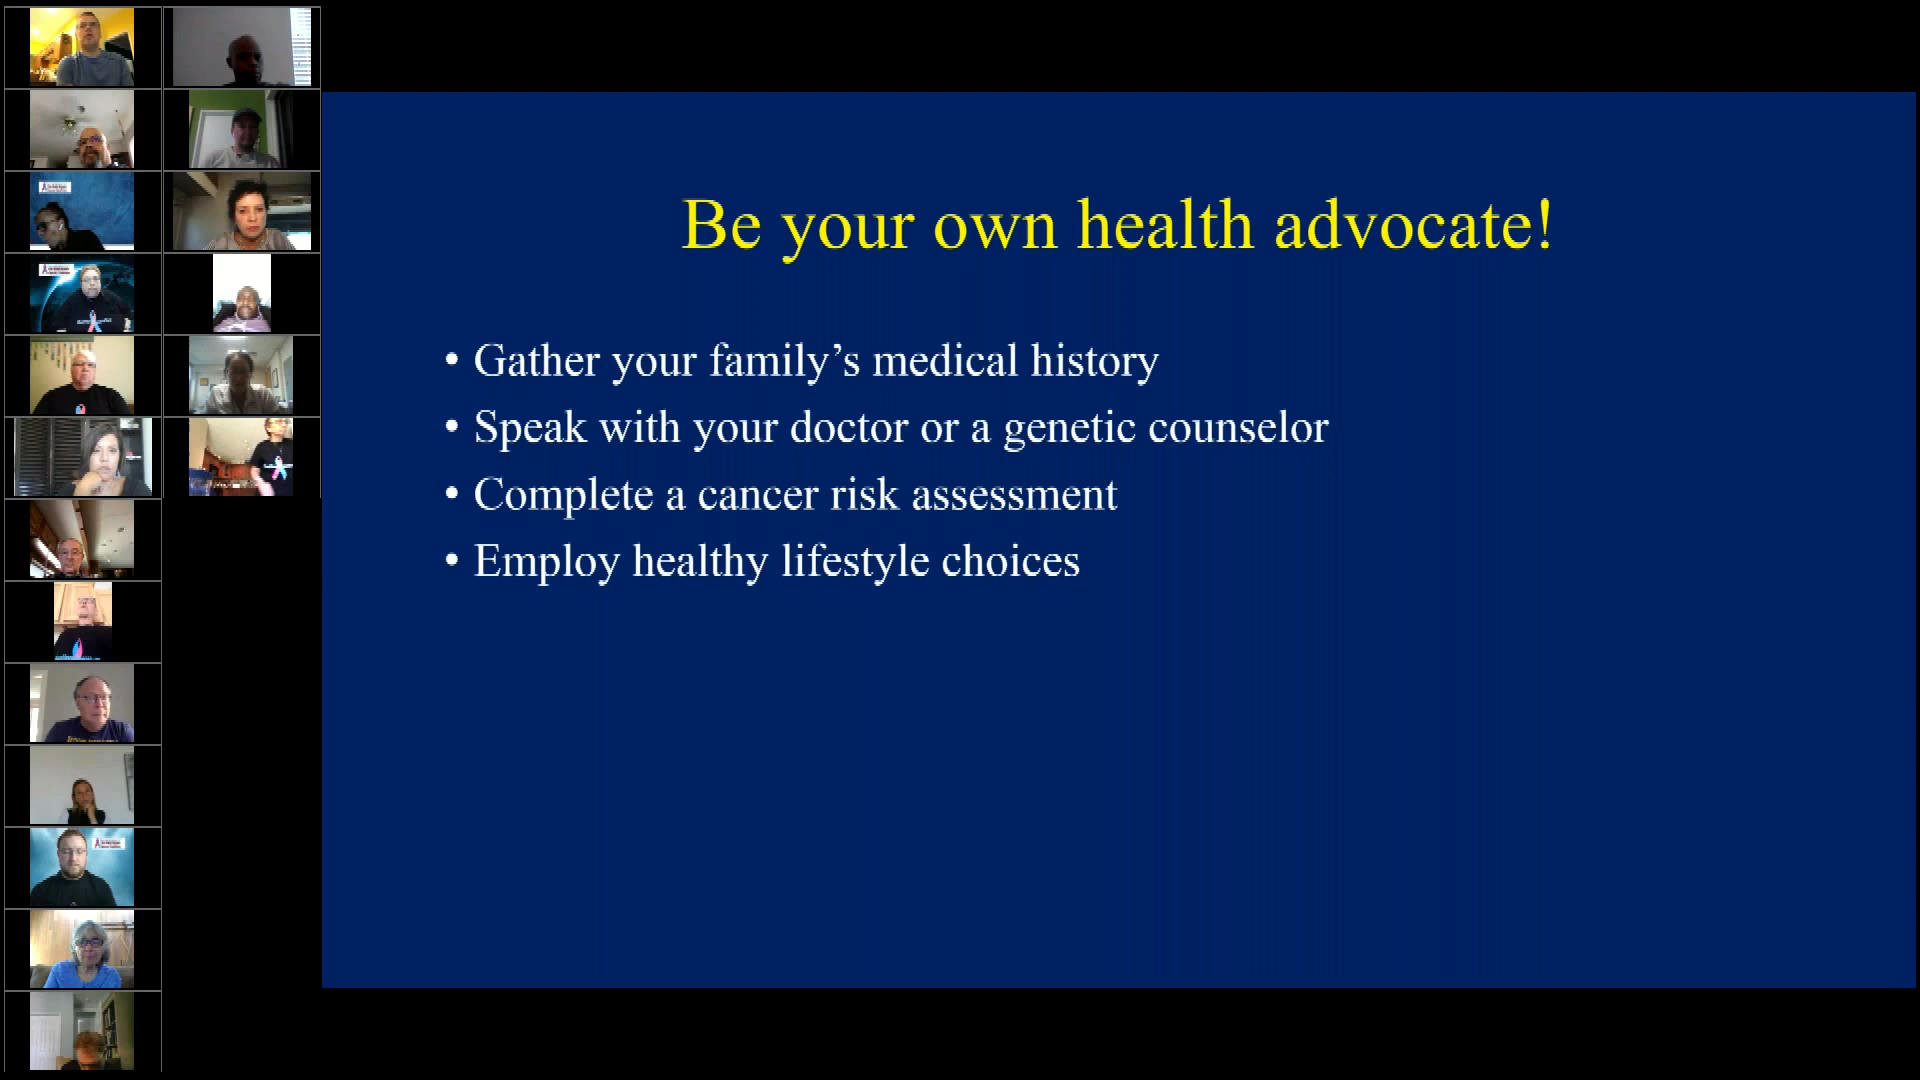 Be your own health advocate!
• Gather your family’s medical history
• Speak with your doctor or a genetic counselor
• Complete a cancer risk assessment
• Employ healthy lifestyle choices